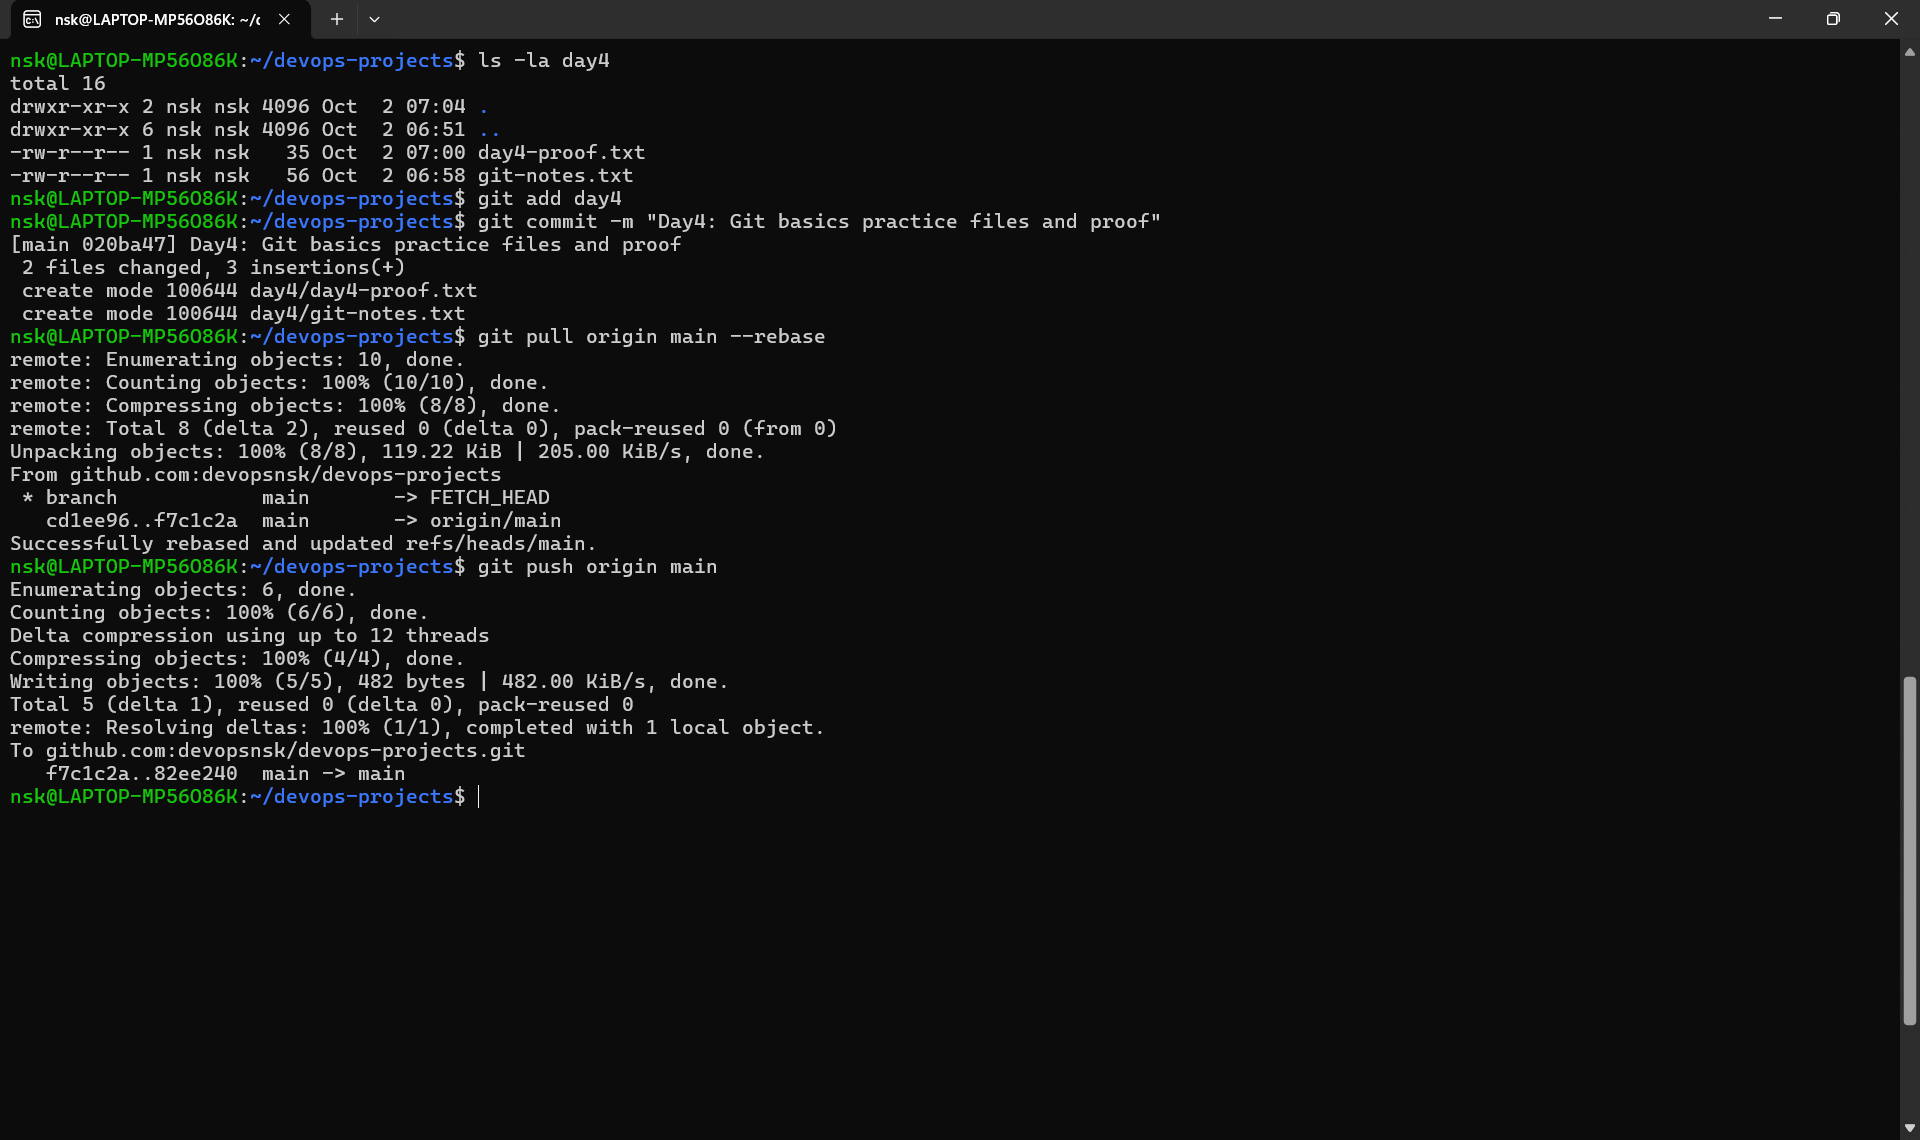 nsk@LAPTOP-MP56O86K: ~/c
nsk@LAPTOP-MP56O86K:~/devops-projects$ ls -la day4
total 16
drwxr-xr-x 2 nsk nsk 4096 Oct  2 07:04 .
drwxr-xr-x 6 nsk nsk 4096 Oct  2 06:51 ..
-rw-r--r-- 1 nsk nsk   35 Oct  2 07:00 day4-proof.txt
-rw-r--r-- 1 nsk nsk   56 Oct  2 06:58 git-notes.txt
nsk@LAPTOP-MP56O86K:~/devops-projects$ git add day4
nsk@LAPTOP-MP56O86K:~/devops-projects$ git commit -m "Day4: Git basics practice files and proof"
[main 020ba47] Day4: Git basics practice files and proof
 2 files changed, 3 insertions(+)
 create mode 100644 day4/day4-proof.txt
 create mode 100644 day4/git-notes.txt
nsk@LAPTOP-MP56O86K:~/devops-projects$ git pull origin main --rebase
remote: Enumerating objects: 10, done.
remote: Counting objects: 100% (10/10), done.
remote: Compressing objects: 100% (8/8), done.
remote: Total 8 (delta 2), reused 0 (delta 0), pack-reused 0 (from 0)
Unpacking objects: 100% (8/8), 119.22 KiB | 205.00 KiB/s, done.
From github.com:devopsnsk/devops-projects
 * branch            main       -> FETCH_HEAD
   cd1ee96..f7c1c2a  main       -> origin/main
Successfully rebased and updated refs/heads/main.
nsk@LAPTOP-MP56O86K:~/devops-projects$ git push origin main
Enumerating objects: 6, done.
Counting objects: 100% (6/6), done.
Delta compression using up to 12 threads
Compressing objects: 100% (4/4), done.
Writing objects: 100% (5/5), 482 bytes | 482.00 KiB/s, done.
Total 5 (delta 1), reused 0 (delta 0), pack-reused 0
remote: Resolving deltas: 100% (1/1), completed with 1 local object.
To github.com:devopsnsk/devops-projects.git
   f7c1c2a..82ee240  main -> main
nsk@LAPTOP-MP56O86K:~/devops-projects$